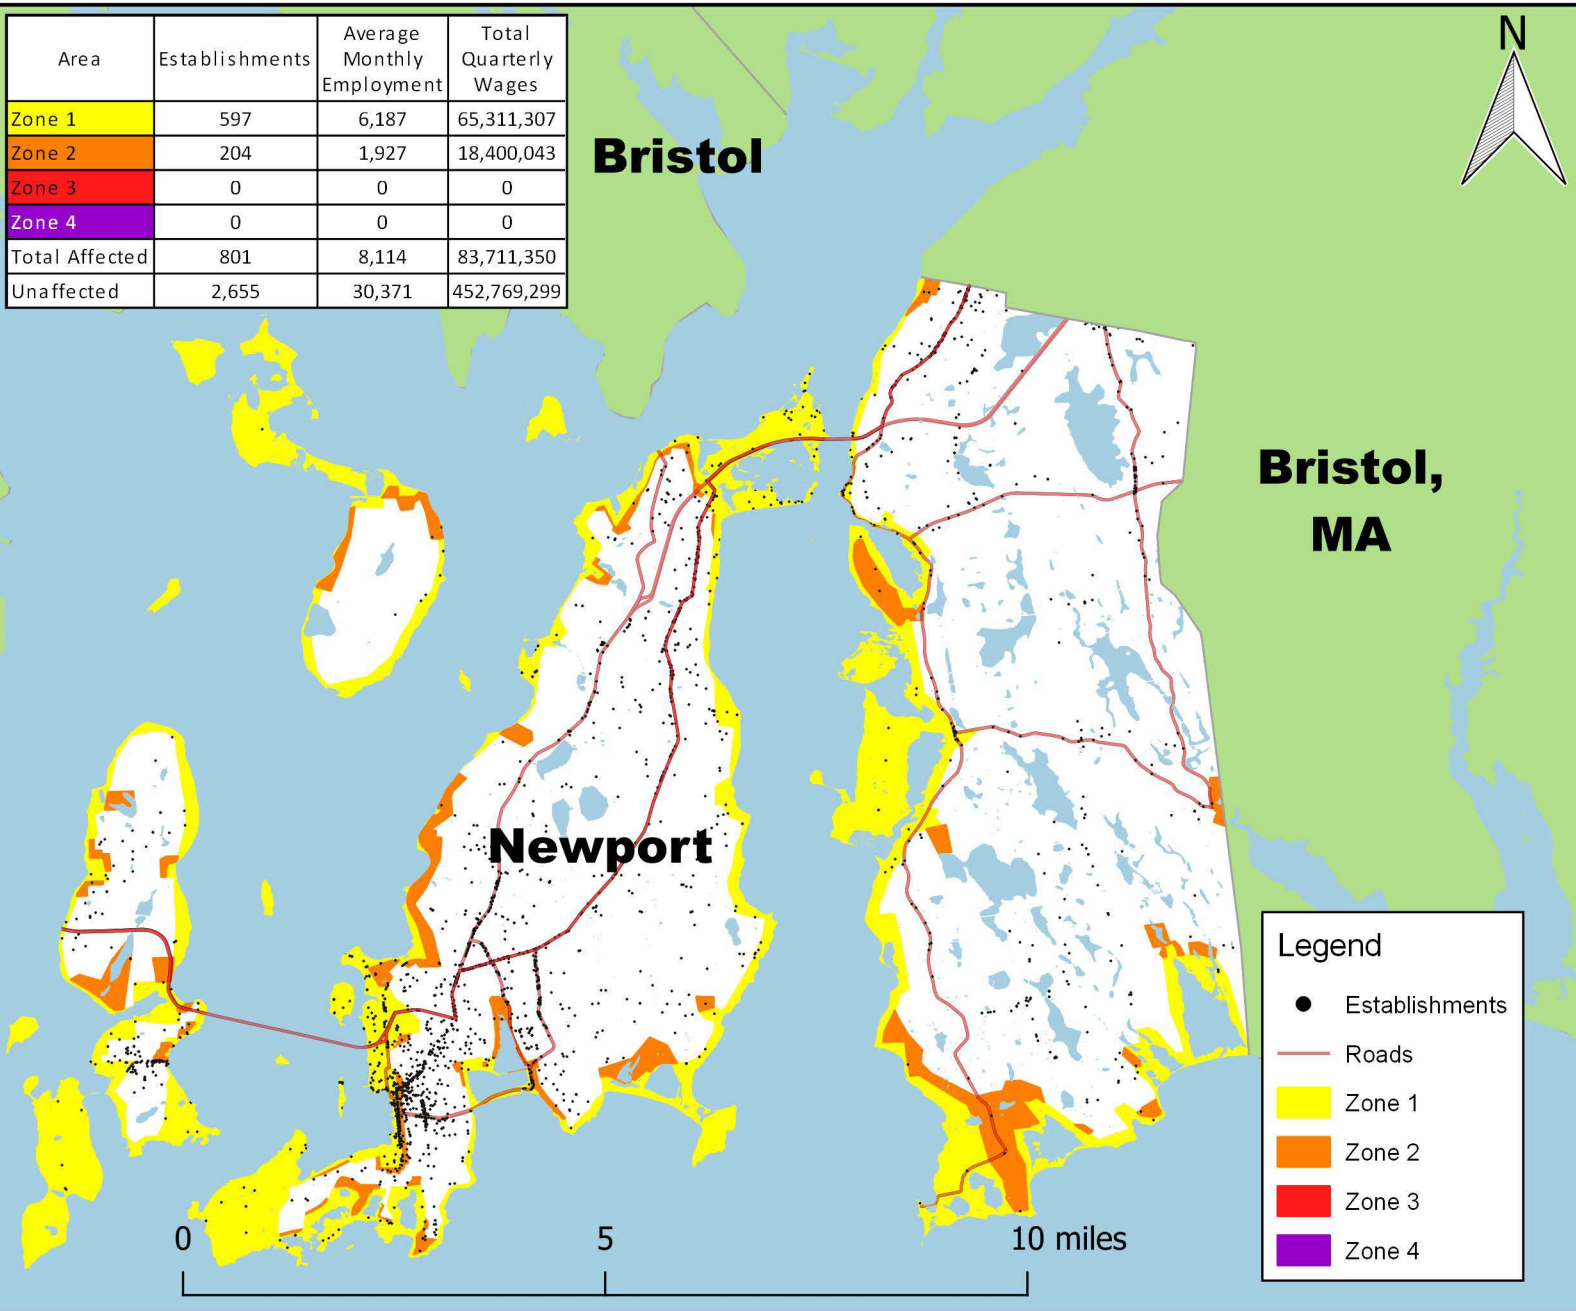 Area Establishments Average Monthly Employment Total Quarterly Wages
Zone 1 597 6,187 65,311,307
Zone 2 204 1,927 18,400,043
Zone 3 0 0 0
Zone 4 0 0 0
Total Affected 801 8,114 83,711,350
Unaffected 2,655 30,371 452,769,299
N
Bristol
Bristol,
MA
Newport
Legend
Establishments
Roads
Zone 1
Zone 2
Zone 3
Zone 4
0 5 10 miles